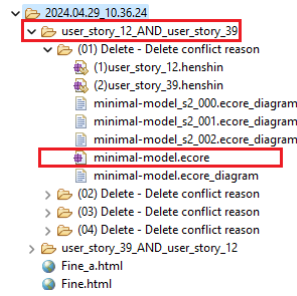 2024.04.29_10.36.24
user_story_12_AND_user_story_39
(01) Delete - Delete conflict reason
(1)user_story_12.henshin
(2)user_story_39.henshin
minimal-model_s2_000.ecore_diagram
minimal-model_s2_001.ecore_diagram
minimal-model_s2_002.ecore_diagram
minimal-model.ecore
minimal-model.ecore_diagram
(02) Delete - Delete conflict reason
(03) Delete - Delete conflict reason
(04) Delete - Delete conflict reason
user_story_39_AND_user_story_12
Fine_a.html
Fine.html